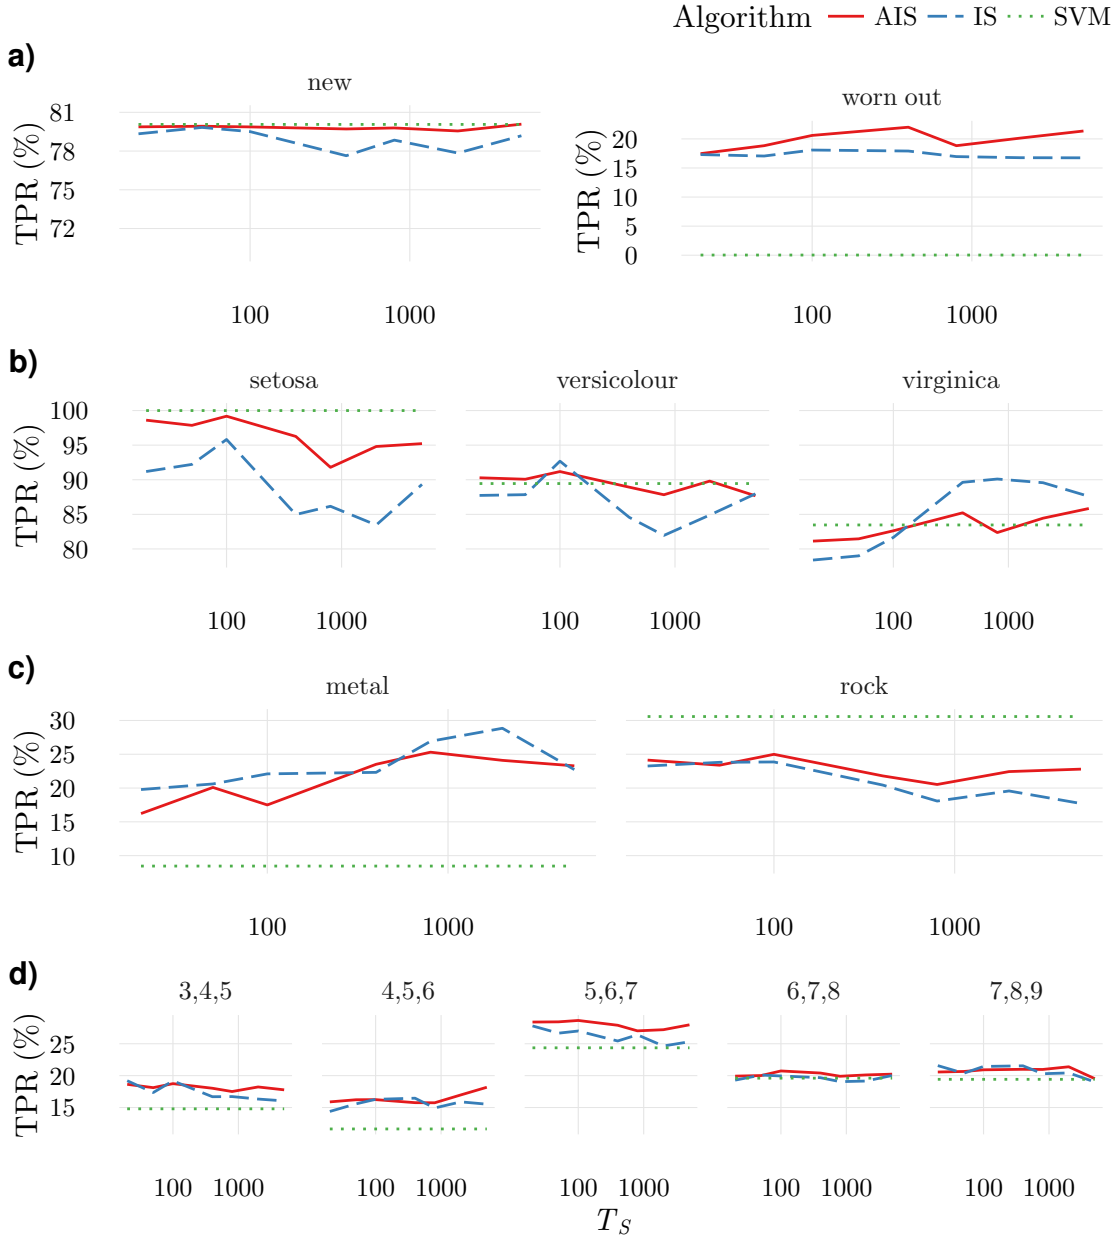 Algorithm AIS IS SVM
a)
new
worn out
TPR (%)
81
78
75
72
TPR (%)
20
15
10
5
0
100 1000
100 1000
b)
setosa versicolour virginica
TPR (%)
100
95
90
85
80
100 1000 100 1000 100 1000
c)
metal rock
TPR (%)
30
25
20
15
10
100 1000 100 1000
d)
3,4,5 4,5,6 5,6,7 6,7,8 7,8,9
TPR (%)
25
20
15
100 1000 100 1000 100 1000 100 1000 100 1000
T_S